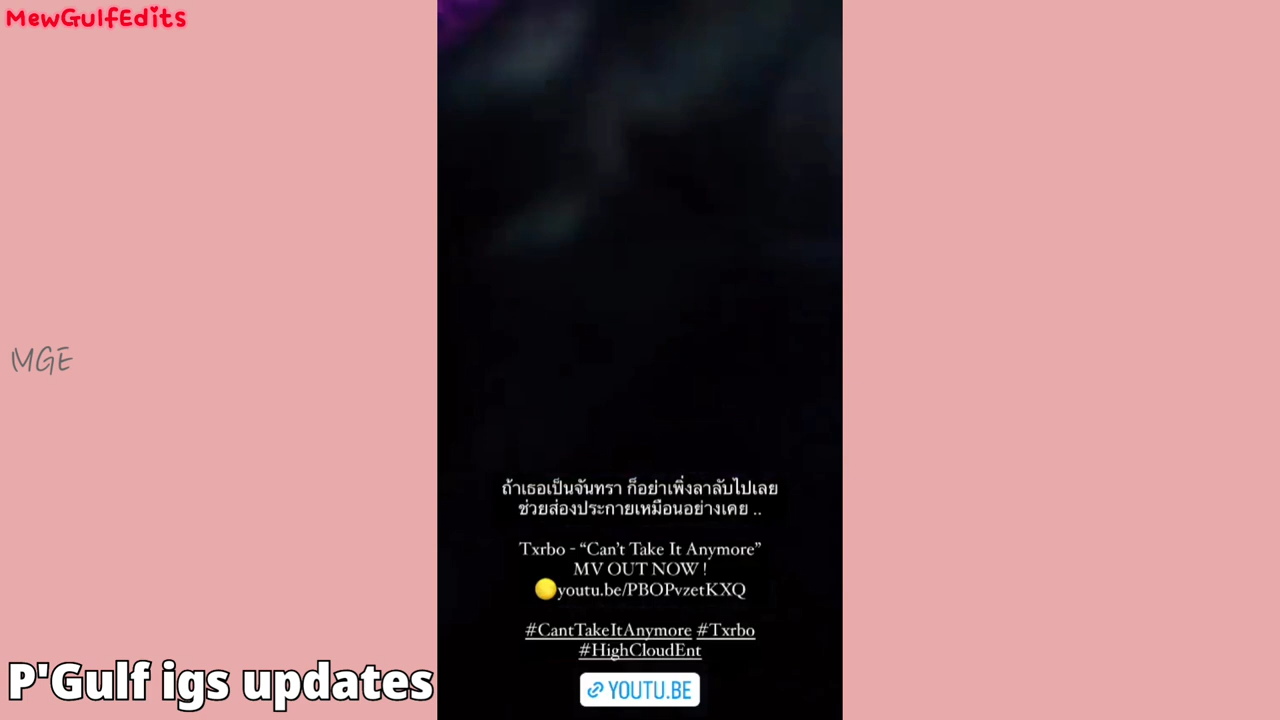 MewGulfEdits
MGE
ถ้าเธอเป็นจันทรา ก็อย่าเพิ่งลาลับไปเลย
ช่วยส่องประกายเหมือนอย่างเคย ..
Txrbo - “Can’t Take It Anymore”
MV OUT NOW !
🟡youtu.be/PBOPvzetKXQ
#CantTakeItAnymore #Txrbo
#HighCloudEnt
YOUTU.BE
P'Gulf igs updates